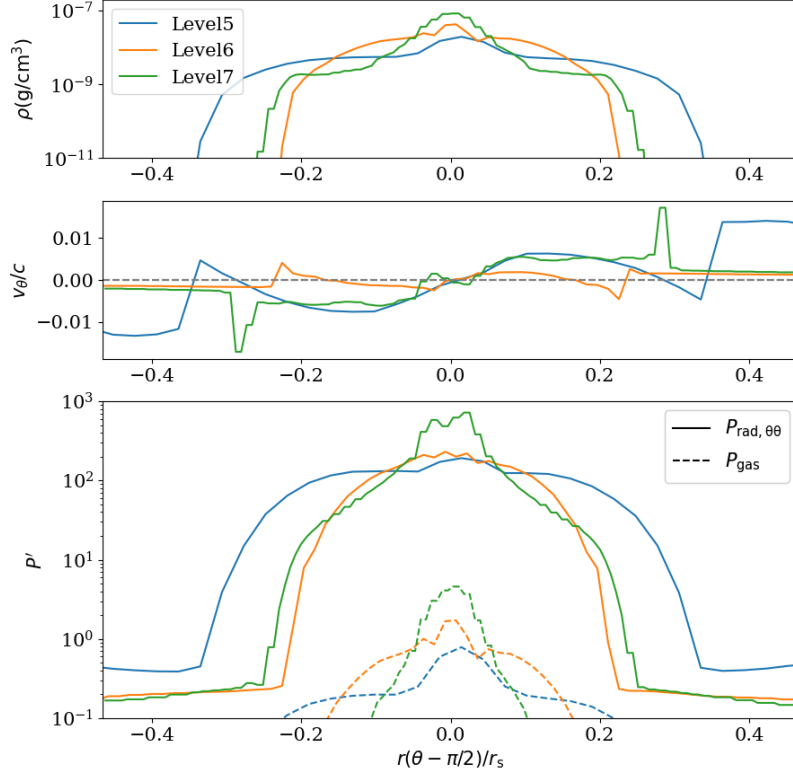 10⁻⁷
10⁻⁹
10⁻¹¹
ρ(g/cm³)
Level5
Level6
Level7
−0.4 −0.2 0.0 0.2 0.4
0.01
0.00
−0.01
v_θ/c
−0.4 −0.2 0.0 0.2 0.4
10³
10²
10¹
10⁰
10⁻¹
P′
P_rad, θθ
P_gas
−0.4 −0.2 0.0 0.2 0.4
r(θ − π/2)/r_s